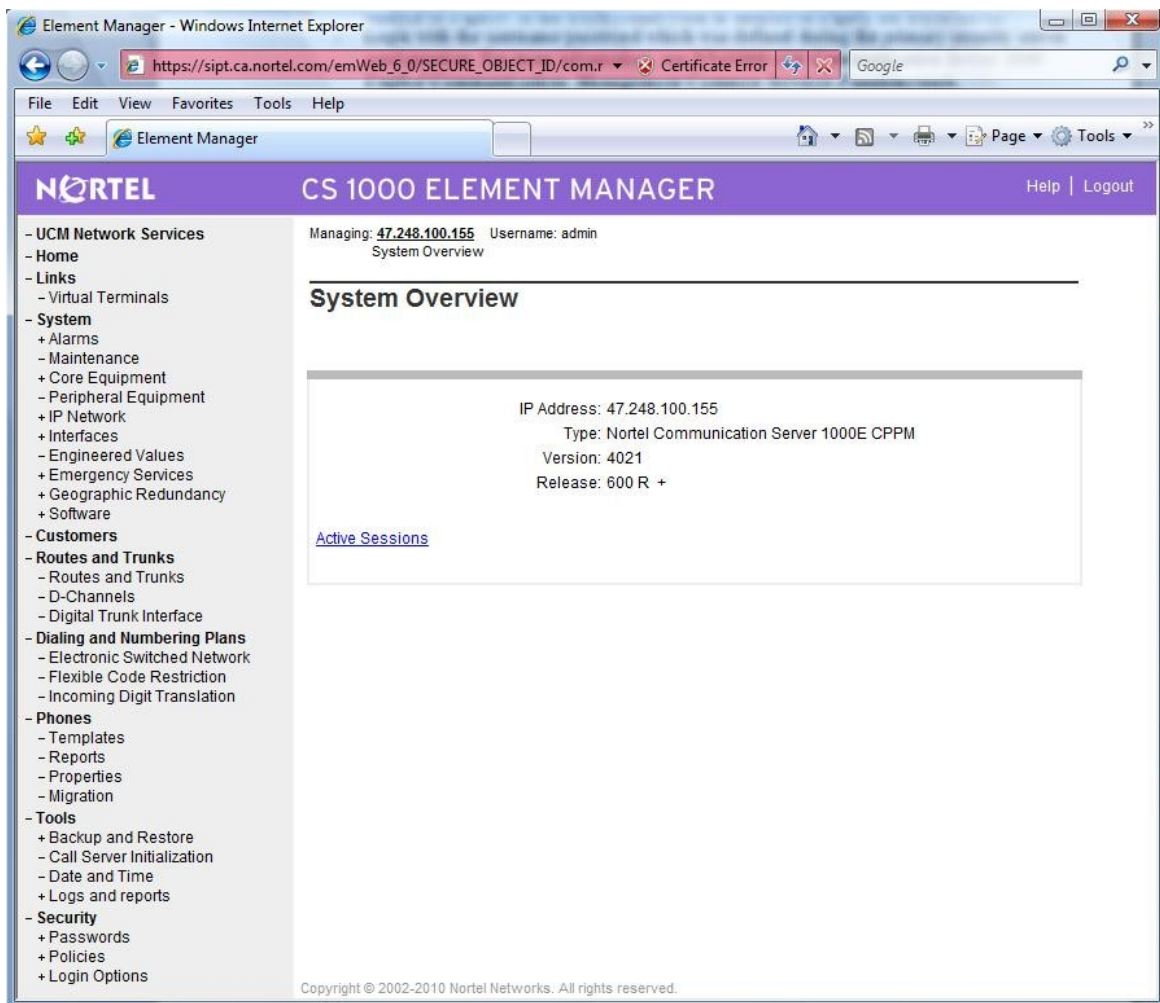 Element Manager - Windows Internet Explorer
https://sipt.ca.nortel.com/emWeb_6_0/SECURE_OBJECT_ID/com.r Certificate Error Google
File Edit View Favorites Tools Help
Element Manager Page Tools »
NORTEL CS 1000 ELEMENT MANAGER Help | Logout
- UCM Network Services
- Home
- Links
- Virtual Terminals
- System
+ Alarms
- Maintenance
+ Core Equipment
- Peripheral Equipment
+ IP Network
+ Interfaces
- Engineered Values
+ Emergency Services
+ Geographic Redundancy
+ Software
- Customers
- Routes and Trunks
- Routes and Trunks
- D-Channels
- Digital Trunk Interface
- Dialing and Numbering Plans
- Electronic Switched Network
- Flexible Code Restriction
- Incoming Digit Translation
- Phones
- Templates
- Reports
- Properties
- Migration
- Tools
+ Backup and Restore
- Call Server Initialization
- Date and Time
+ Logs and reports
- Security
+ Passwords
+ Policies
+ Login Options
Managing: 47.248.100.155 Username: admin
System Overview
System Overview
IP Address: 47.248.100.155
Type: Nortel Communication Server 1000E CPPM
Version: 4021
Release: 600 R +
Active Sessions
Copyright © 2002-2010 Nortel Networks. All rights reserved.